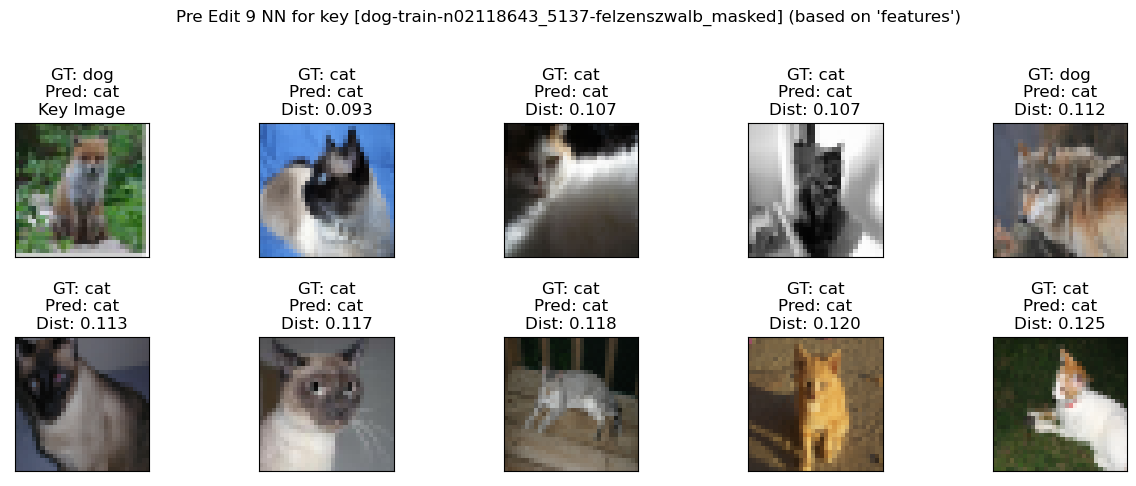 Pre Edit 9 NN for key [dog-train-n02118643_5137-felzenszwalb_masked] (based on 'features')
GT: dog
Pred: cat
Key Image
GT: cat
Pred: cat
Dist: 0.093
GT: cat
Pred: cat
Dist: 0.107
GT: cat
Pred: cat
Dist: 0.107
GT: dog
Pred: cat
Dist: 0.112
GT: cat
Pred: cat
Dist: 0.113
GT: cat
Pred: cat
Dist: 0.117
GT: cat
Pred: cat
Dist: 0.118
GT: cat
Pred: cat
Dist: 0.120
GT: cat
Pred: cat
Dist: 0.125